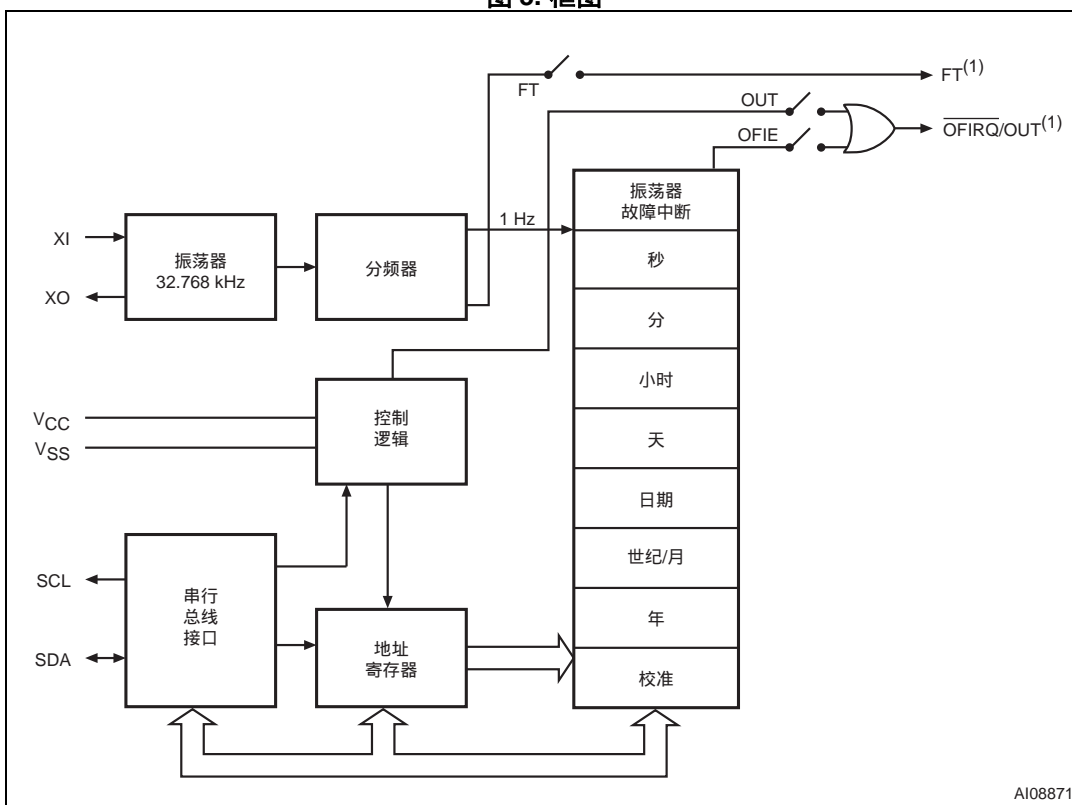 FT
FT(1)
OUT
OFIE
OFIRQ/OUT(1)
振荡器
故障中断
1 Hz
XI
XO
振荡器
32.768 kHz
分频器
秒
分
小时
天
日期
世纪/月
年
校准
VCC
VSS
控制
逻辑
SCL
SDA
串行
总线
接口
地址
寄存器
AI08871